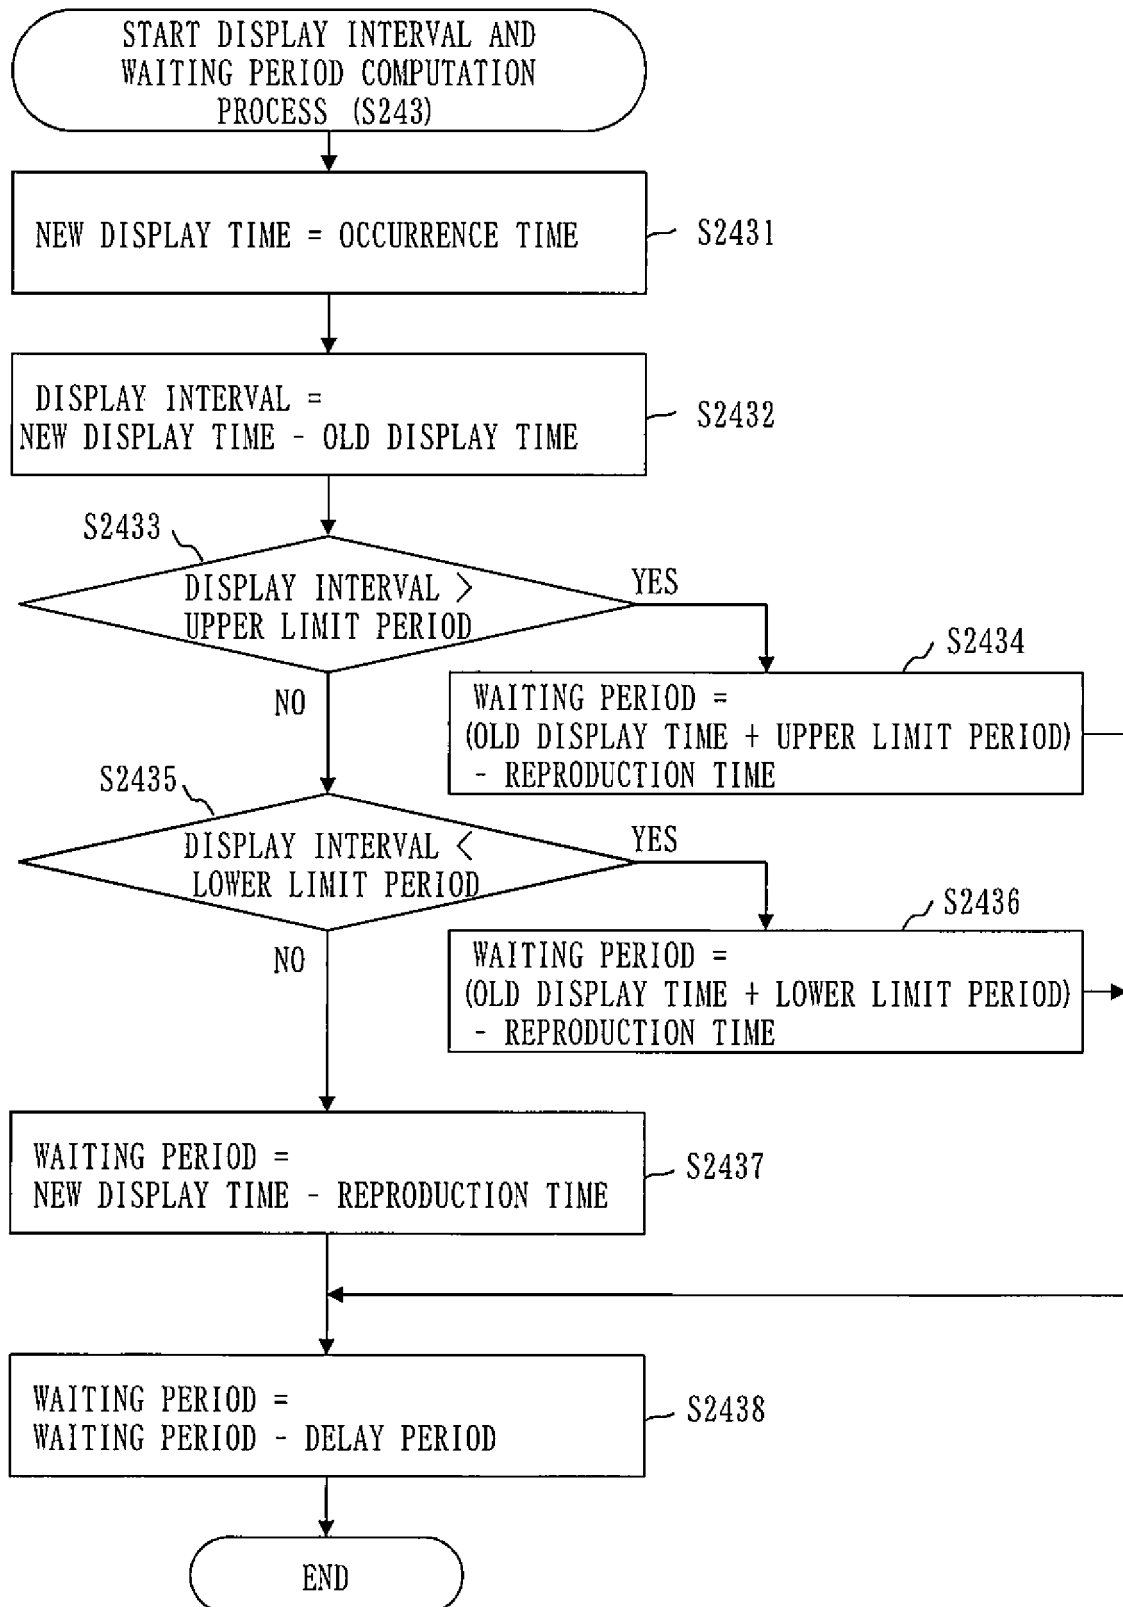 START DISPLAY INTERVAL AND
WAITING PERIOD COMPUTATION
PROCESS (S243)
NEW DISPLAY TIME = OCCURRENCE TIME
S2431
DISPLAY INTERVAL =
NEW DISPLAY TIME - OLD DISPLAY TIME
S2432
S2433
DISPLAY INTERVAL >
UPPER LIMIT PERIOD
YES
NO
S2434
WAITING PERIOD =
(OLD DISPLAY TIME + UPPER LIMIT PERIOD)
- REPRODUCTION TIME
S2435
DISPLAY INTERVAL <
LOWER LIMIT PERIOD
YES
NO
S2436
WAITING PERIOD =
(OLD DISPLAY TIME + LOWER LIMIT PERIOD)
- REPRODUCTION TIME
WAITING PERIOD =
NEW DISPLAY TIME - REPRODUCTION TIME
S2437
WAITING PERIOD =
WAITING PERIOD - DELAY PERIOD
S2438
END